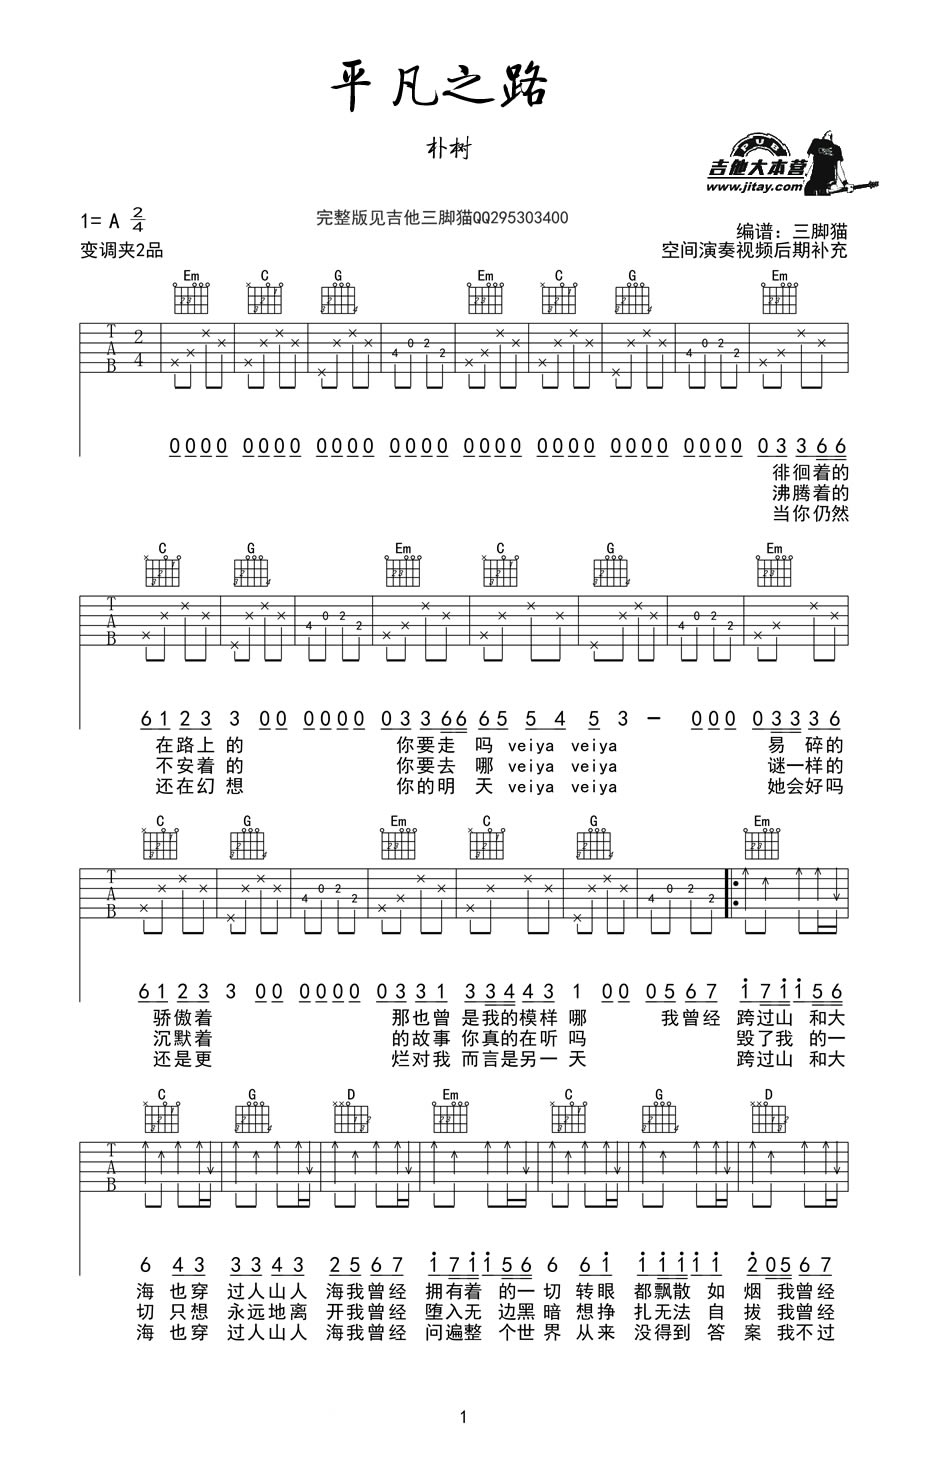 平凡之路
朴树
PUB
吉他大本营
www.jitay.com
1= A 2/4
完整版见吉他三脚猫QQ295303400
编谱：三脚猫
变调夹2品
空间演奏视频后期补充
Em C G Em C G Em
T A B 2 4 4 0 2 2 4 0 2 2
0000 0000 0000 0000 0000 0000 0000 0000 03366
徘徊着的
沸腾着的
当你仍然
C G Em C G Em
T A B 4 0 2 2 4 0 2 2
6123 3 00 0000 03366 65 5 4 5 3 － 000 03336
在路上的 你要走 吗 veiya veiya 易 碎的
不安着的 你要去 哪 veiya veiya 谜一样的
还在幻想 你的明 天 veiya veiya 她会好吗
C G Em C G Em
T A B 4 0 2 2 4 0 2 2
6123 3 00 0000 0331 33443 1 00 00567 i7ii56
骄傲着 那也曾 是我的模样 哪 我曾经 跨过山 和大
沉默着 的故事 你真的在听 吗 毁了我 的一
还是更 烂对我 而言是另一 天 跨过山 和大
C G D Em C G D
T A B
6 43 3343 2567 i7ii56 6 6i iiiii i 20567
海 也穿 过人山人 海我曾经 拥有着 的一 切 转眼 都飘散 如 烟我曾经
切 只想 永远地离 开我曾经 堕入无 边黑 暗 想挣 扎无法 自 拔我曾经
海 也穿 过人山人 海我曾经 问遍整 个世 界 从来 没得到 答 案我不过
1